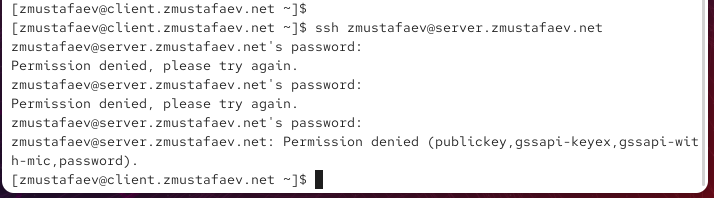 [zmustafaev@client.zmustafaev.net ~]$
[zmustafaev@client.zmustafaev.net ~]$ ssh zmustafaev@server.zmustafaev.net
zmustafaev@server.zmustafaev.net's password:
Permission denied, please try again.
zmustafaev@server.zmustafaev.net's password:
Permission denied, please try again.
zmustafaev@server.zmustafaev.net's password:
zmustafaev@server.zmustafaev.net: Permission denied (publickey,gssapi-keyex,gssapi-wit
h-mic,password).
[zmustafaev@client.zmustafaev.net ~]$